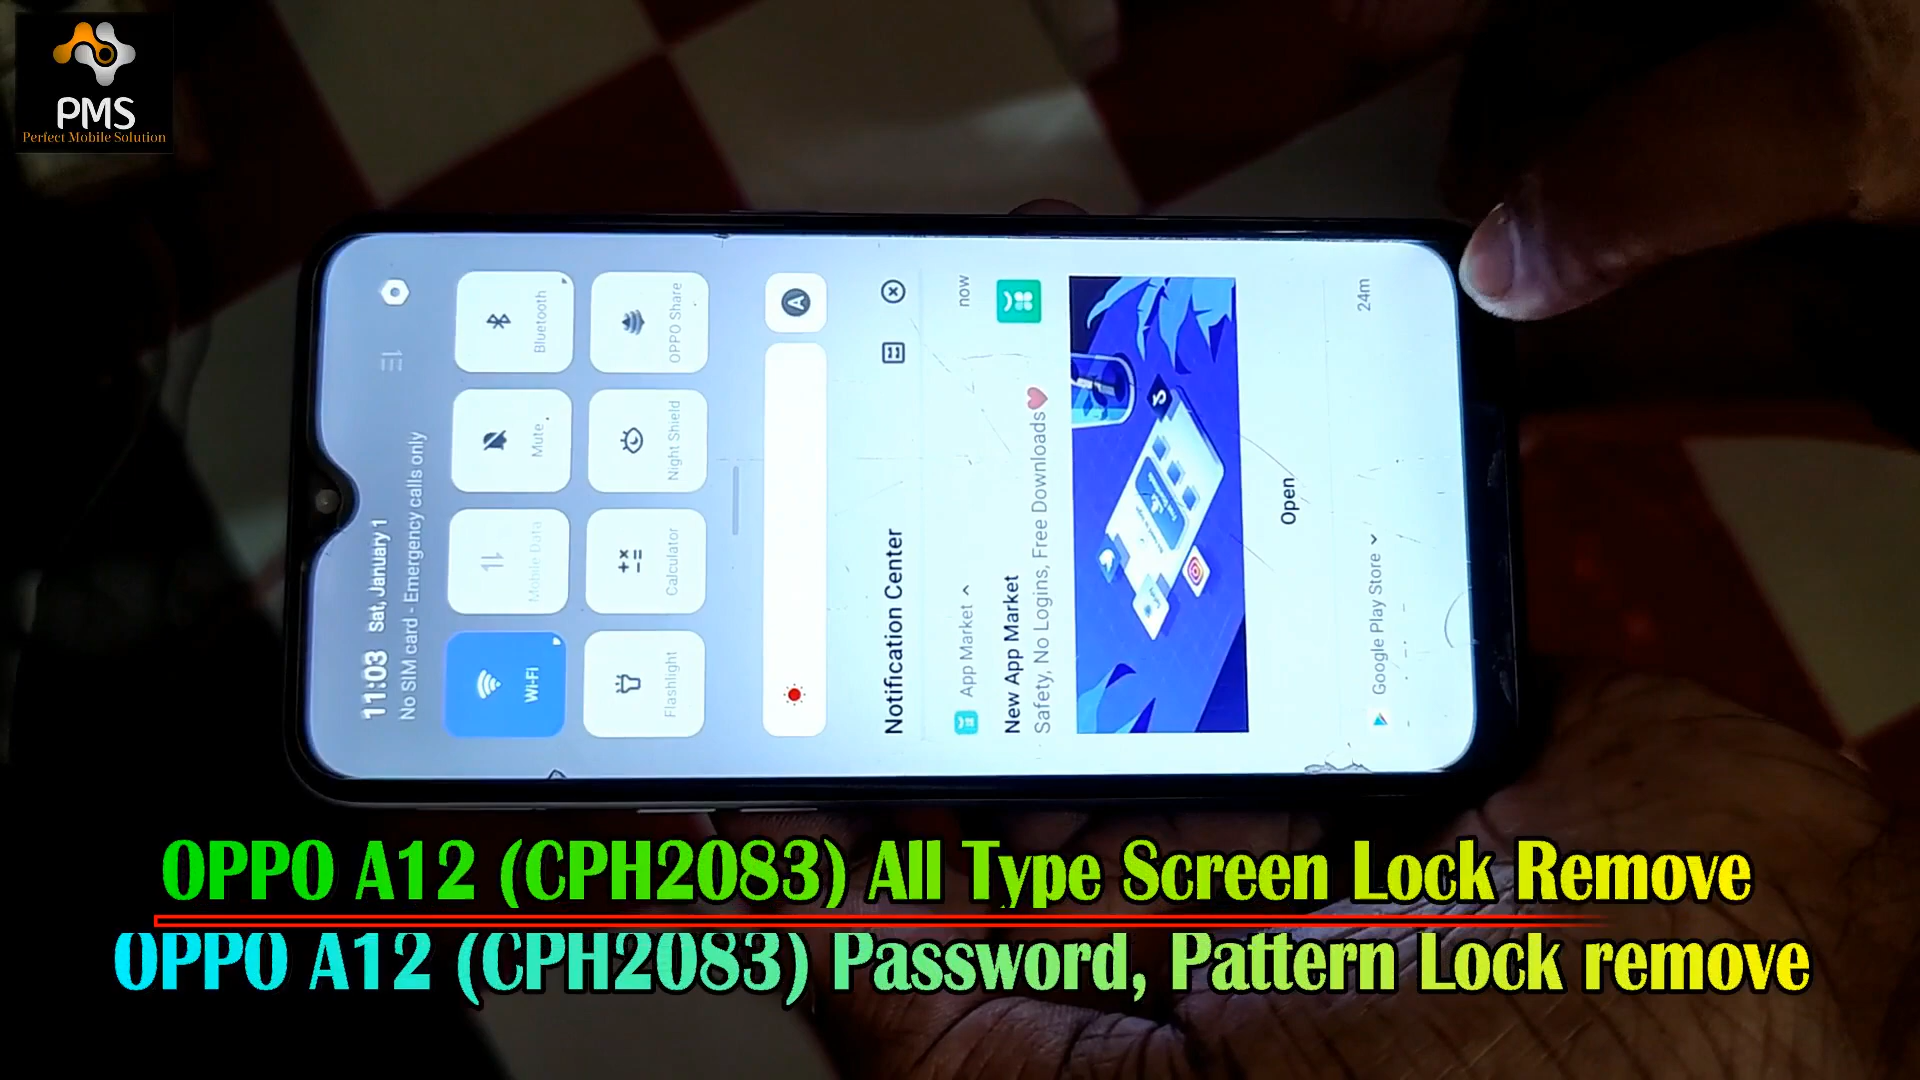 PMS
Perfect Mobile Solution
11:03 Sat, January 1
No SIM card - Emergency calls only
Wi-Fi
Mobile Data
Mute
Bluetooth
Flashlight
Calculator
Night Shield
OPPO Share
A
Notification Center
App Market
now
New App Market
Safety, No Logins, Free Downloads❤
Open
Google Play Store
24m
OPPO A12 (CPH2083) All Type Screen Lock Remove
OPPO A12 (CPH2083) Password, Pattern Lock remove